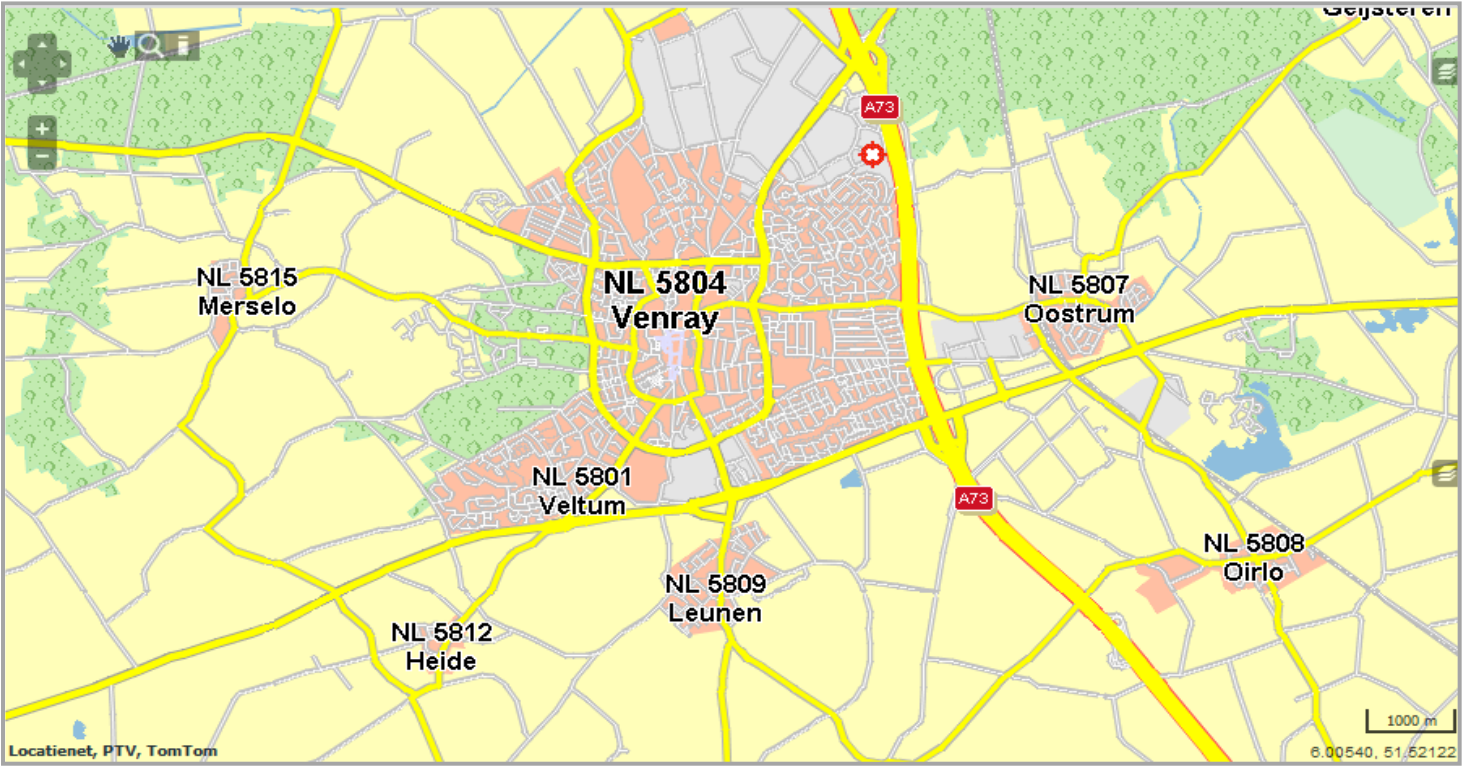 Geijsteren
A73
NL 5815
Merselo
NL 5804
Venray
NL 5807
Oostrum
NL 5801
Veltum
A73
NL 5808
Oirlo
NL 5809
Leunen
NL 5812
Heide
1000 m
Locatienet, PTV, TomTom
6.00540, 51.52122